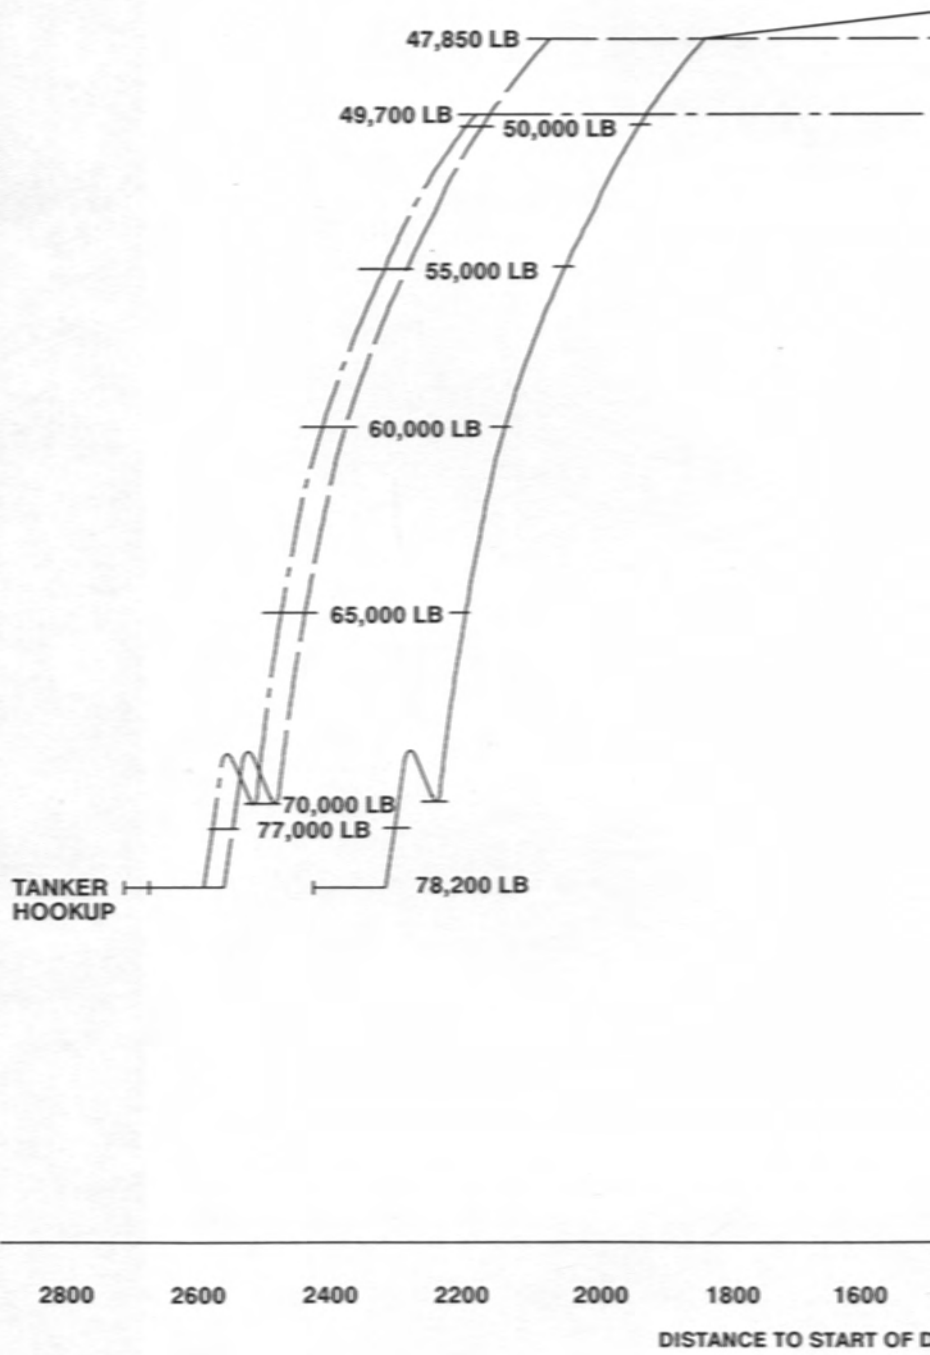 47,850 LB
49,700 LB
50,000 LB
55,000 LB
60,000 LB
65,000 LB
70,000 LB
77,000 LB
TANKER
HOOKUP
78,200 LB
2800 2600 2400 2200 2000 1800 1600
DISTANCE TO START OF D